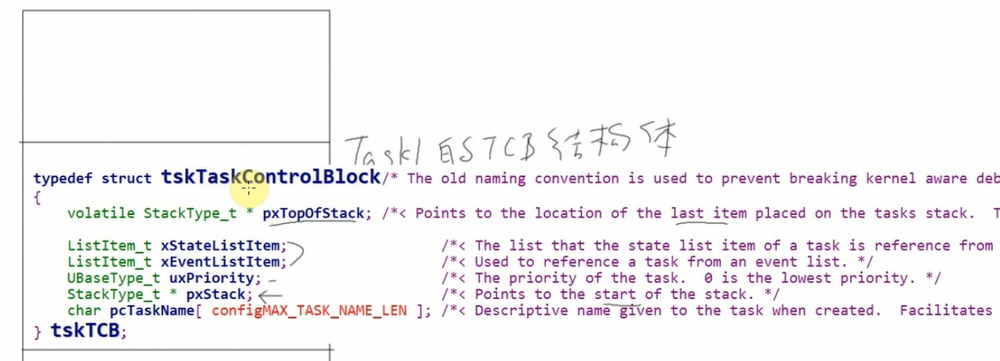 Task1的TCB结构体
typedef struct tskTaskControlBlock/* The old naming convention is used to prevent breaking kernel aware deb
{
volatile StackType_t * pxTopOfStack; /*< Points to the location of the last item placed on the tasks stack. T
ListItem_t xStateListItem; /*< The list that the state list item of a task is reference from
ListItem_t xEventListItem; /*< Used to reference a task from an event list. */
UBaseType_t uxPriority; /*< The priority of the task. 0 is the lowest priority. */
StackType_t * pxStack; /*< Points to the start of the stack. */
char pcTaskName[ configMAX_TASK_NAME_LEN ]; /*< Descriptive name given to the task when created. Facilitates
} tskTCB;